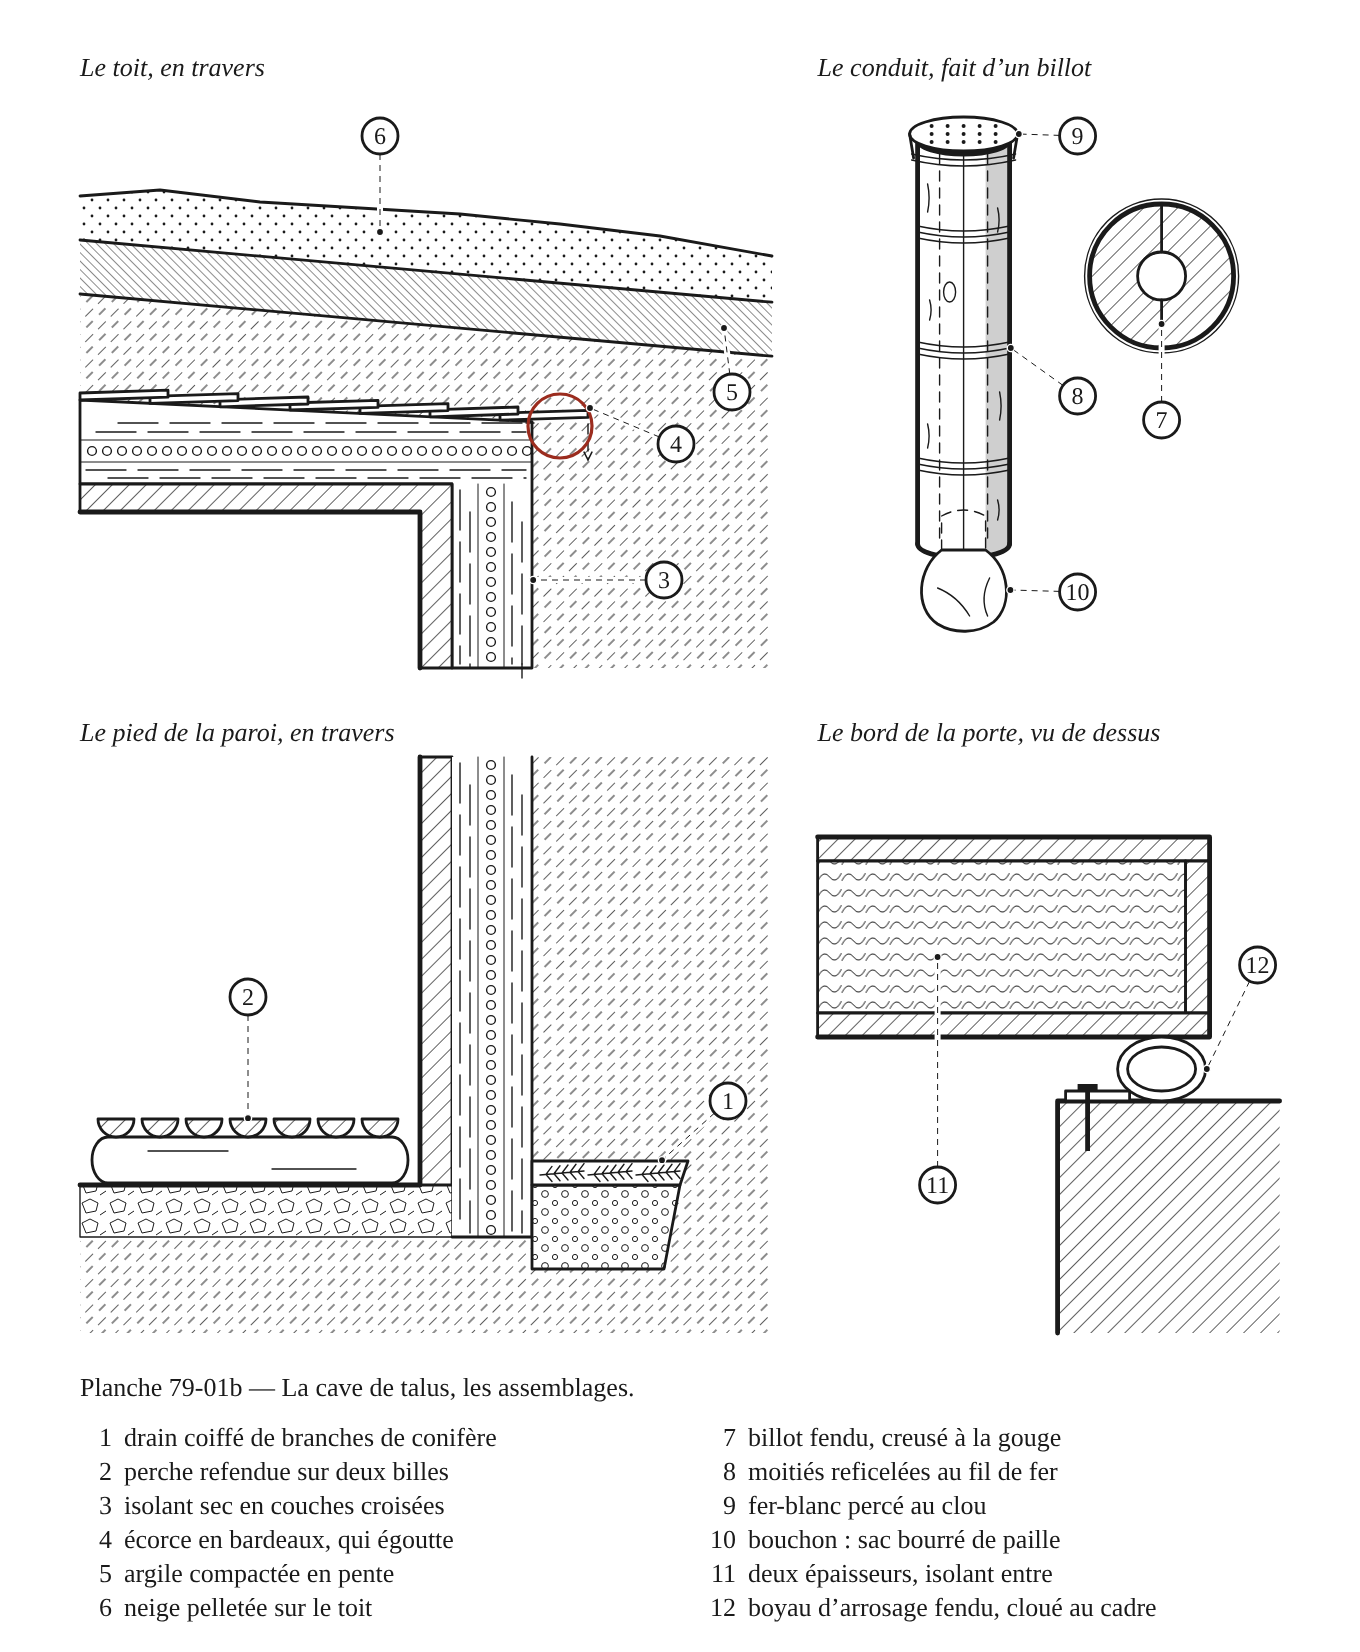 Le toit, en travers
Le conduit, fait d’un billot
6
9
5
8
7
4
3
10
Le pied de la paroi, en travers
Le bord de la porte, vu de dessus
12
2
1
11
Planche 79-01b — La cave de talus, les assemblages.
1 drain coiffé de branches de conifère
2 perche refendue sur deux billes
3 isolant sec en couches croisées
4 écorce en bardeaux, qui égoutte
5 argile compactée en pente
6 neige pelletée sur le toit
7 billot fendu, creusé à la gouge
8 moitiés reficelées au fil de fer
9 fer-blanc percé au clou
10 bouchon : sac bourré de paille
11 deux épaisseurs, isolant entre
12 boyau d’arrosage fendu, cloué au cadre